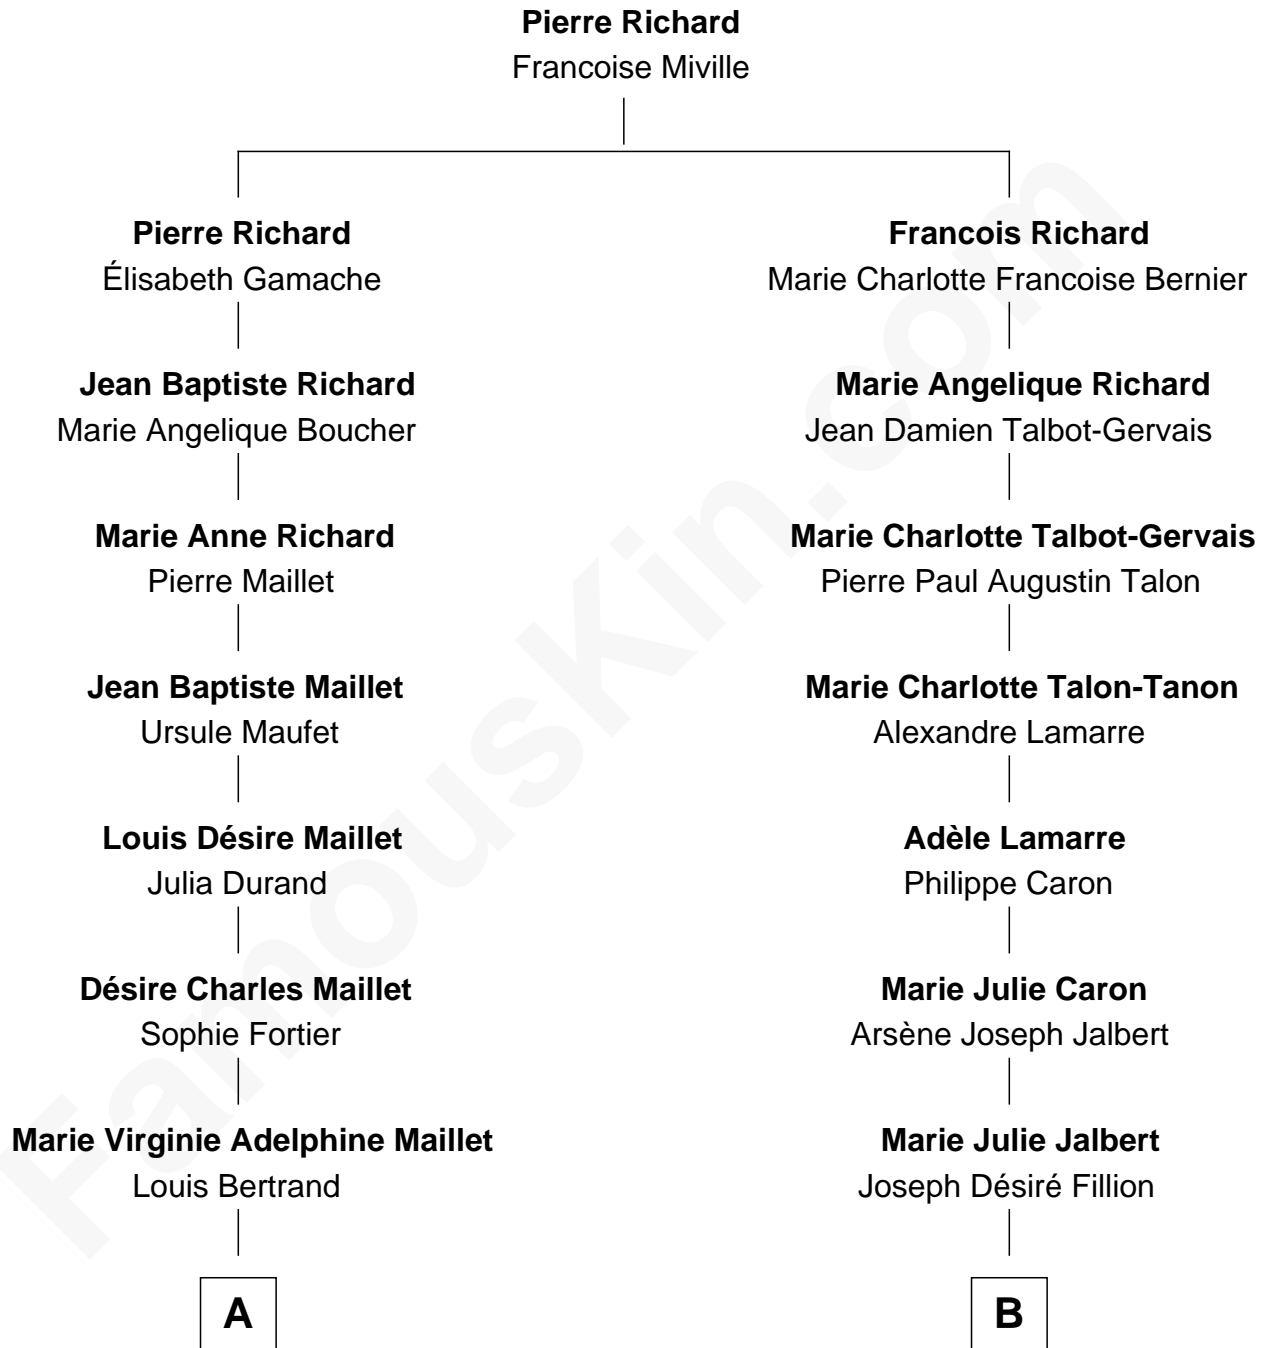 Pierre Richard
Francoise Miville
Pierre Richard
Élisabeth Gamache
Francois Richard
Marie Charlotte Francoise Bernier
Jean Baptiste Richard
Marie Angelique Boucher
Marie Angelique Richard
Jean Damien Talbot-Gervais
Marie Anne Richard
Pierre Maillet
Marie Charlotte Talbot-Gervais
Pierre Paul Augustin Talon
Jean Baptiste Maillet
Ursule Maufet
Marie Charlotte Talon-Tanon
Alexandre Lamarre
Louis Désire Maillet
Julia Durand
Adèle Lamarre
Philippe Caron
Désire Charles Maillet
Sophie Fortier
Marie Julie Caron
Arsène Joseph Jalbert
Marie Virginie Adelphine Maillet
Louis Bertrand
Marie Julie Jalbert
Joseph Désiré Fillion
A
B
FamousKin.com